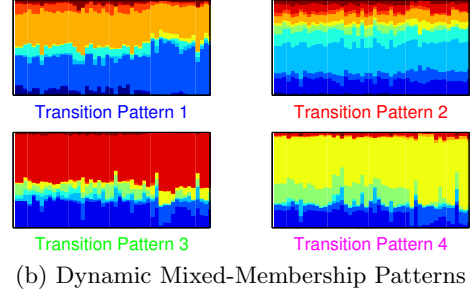 Transition Pattern 1
Transition Pattern 2
Transition Pattern 3
Transition Pattern 4
(b) Dynamic Mixed-Membership Patterns